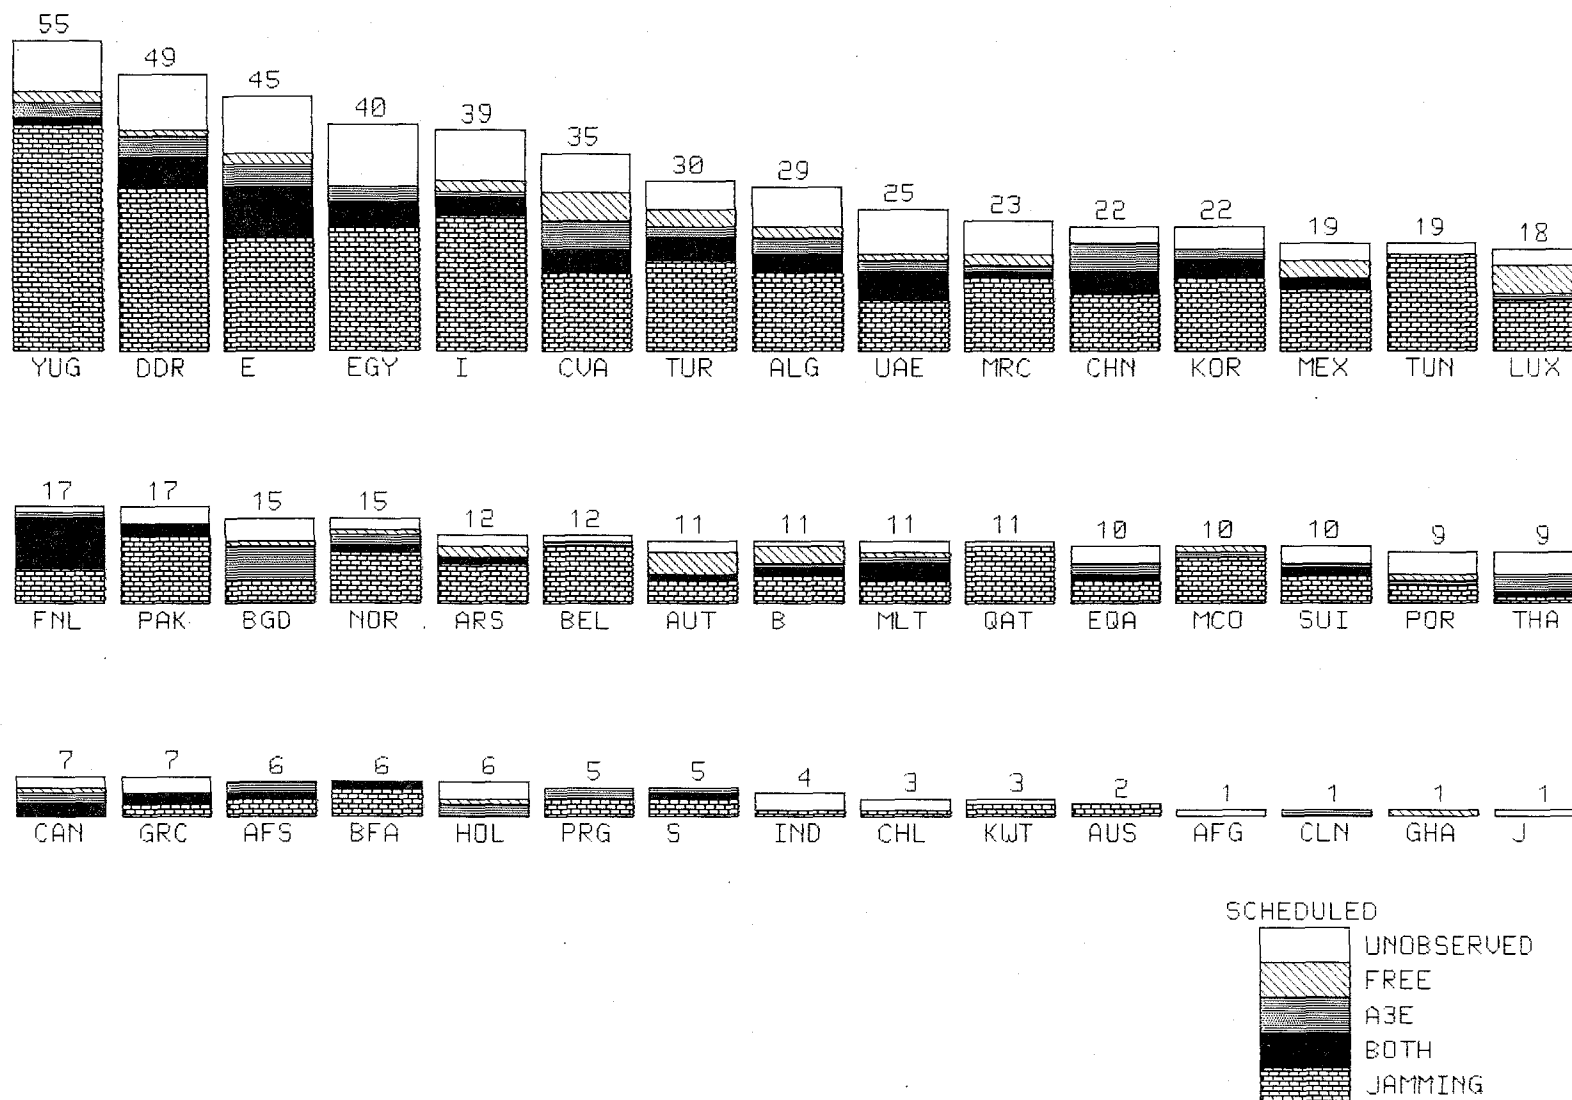 55 49 45 40 39 35 30 29 25 23 22 22 19 19 18
YUG DDR E EGY I CVA TUR ALG UAE MRC CHN KOR MEX TUN LUX
17 17 15 15 12 12 11 11 11 11 10 10 10 9 9
FNL PAK BGD NOR ARS BEL AUT B MLT QAT EQA MCO SUI POR THA
7 7 6 6 6 5 5 4 3 3 2 1 1 1 1
CAN GRC AFS BFA HOL PRG S IND CHL KWT AUS AFG CLN GHA J
SCHEDULED
UNOBSERVED
FREE
A3E
BOTH
JAMMING